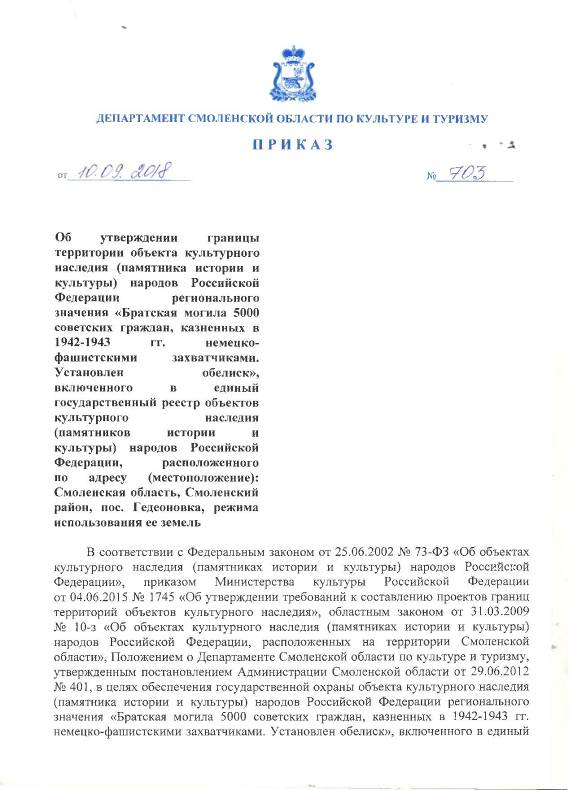 ДЕПАРТАМЕНТ СМОЛЕНСКОЙ ОБЛАСТИ ПО КУЛЬТУРЕ И ТУРИЗМУ
П Р И К А З
от 10.09.2018 № 703
Об утверждении границы
территории объекта культурного
наследия (памятника истории и
культуры) народов Российской
Федерации регионального
значения «Братская могила 5000
советских граждан, казненных в
1942-1943 гг. немецко-
фашистскими захватчиками.
Установлен обелиск»,
включенного в единый
государственный реестр объектов
культурного наследия
(памятников истории и
культуры) народов Российской
Федерации, расположенного
по адресу (местоположение):
Смоленская область, Смоленский
район, пос. Гедеоновка, режима
использования ее земель
В соответствии с Федеральным законом от 25.06.2002 № 73-ФЗ «Об объектах
культурного наследия (памятниках истории и культуры) народов Российской
Федерации», приказом Министерства культуры Российской Федерации
от 04.06.2015 № 1745 «Об утверждении требований к составлению проектов границ
территорий объектов культурного наследия», областным законом от 31.03.2009
№ 10-з «Об объектах культурного наследия (памятниках истории и культуры)
народов Российской Федерации, расположенных на территории Смоленской
области», Положением о Департаменте Смоленской области по культуре и туризму,
утвержденным постановлением Администрации Смоленской области от 29.06.2012
№ 401, в целях обеспечения государственной охраны объекта культурного наследия
(памятника истории и культуры) народов Российской Федерации регионального
значения «Братская могила 5000 советских граждан, казненных в 1942-1943 гг.
немецко-фашистскими захватчиками. Установлен обелиск», включенного в единый